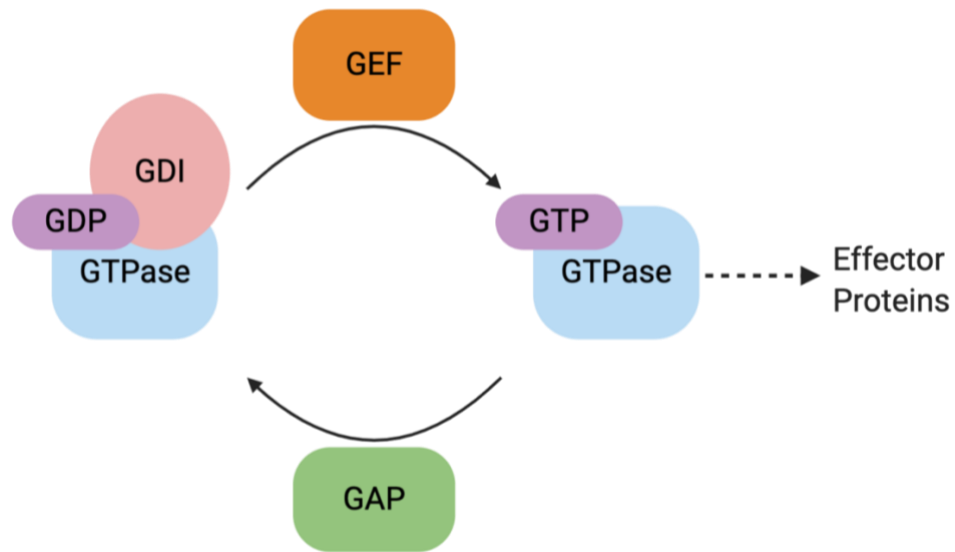 GEF
GDI
GDP
GTPase
GTP
GTPase
Effector
Proteins
GAP